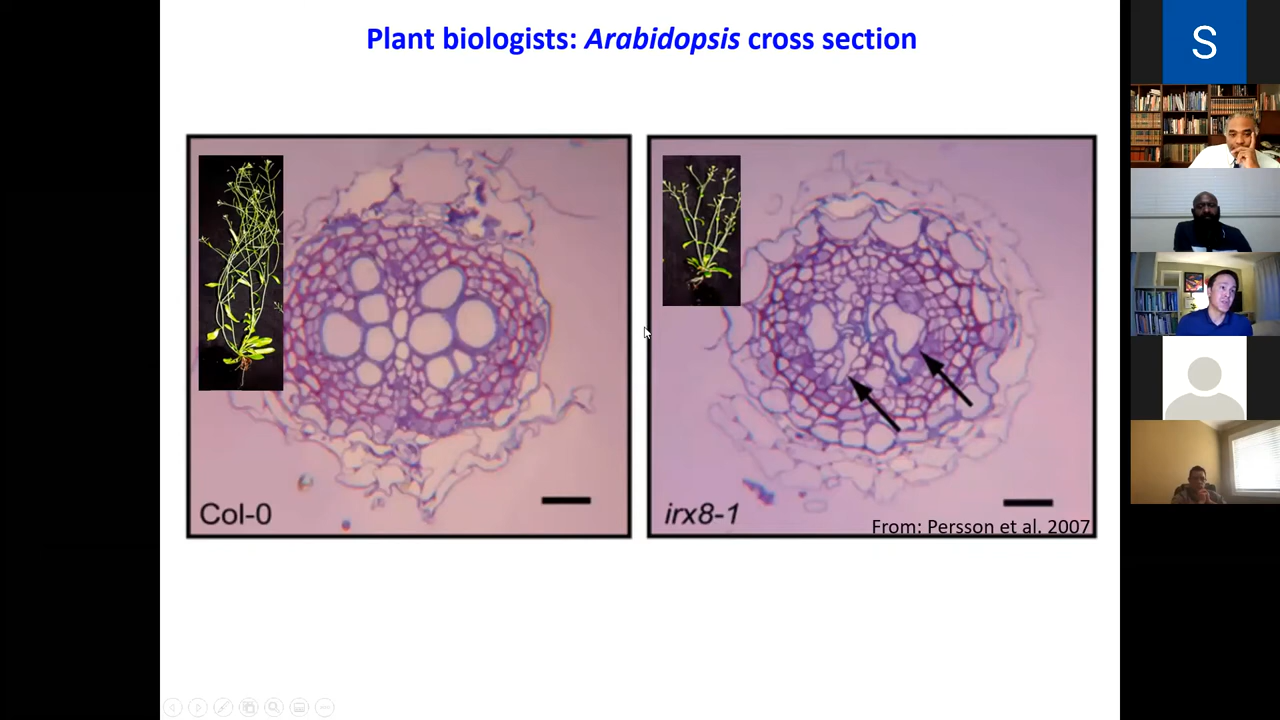 Plant biologists: Arabidopsis cross section
S
Col-0
irx8-1
From: Persson et al. 2007